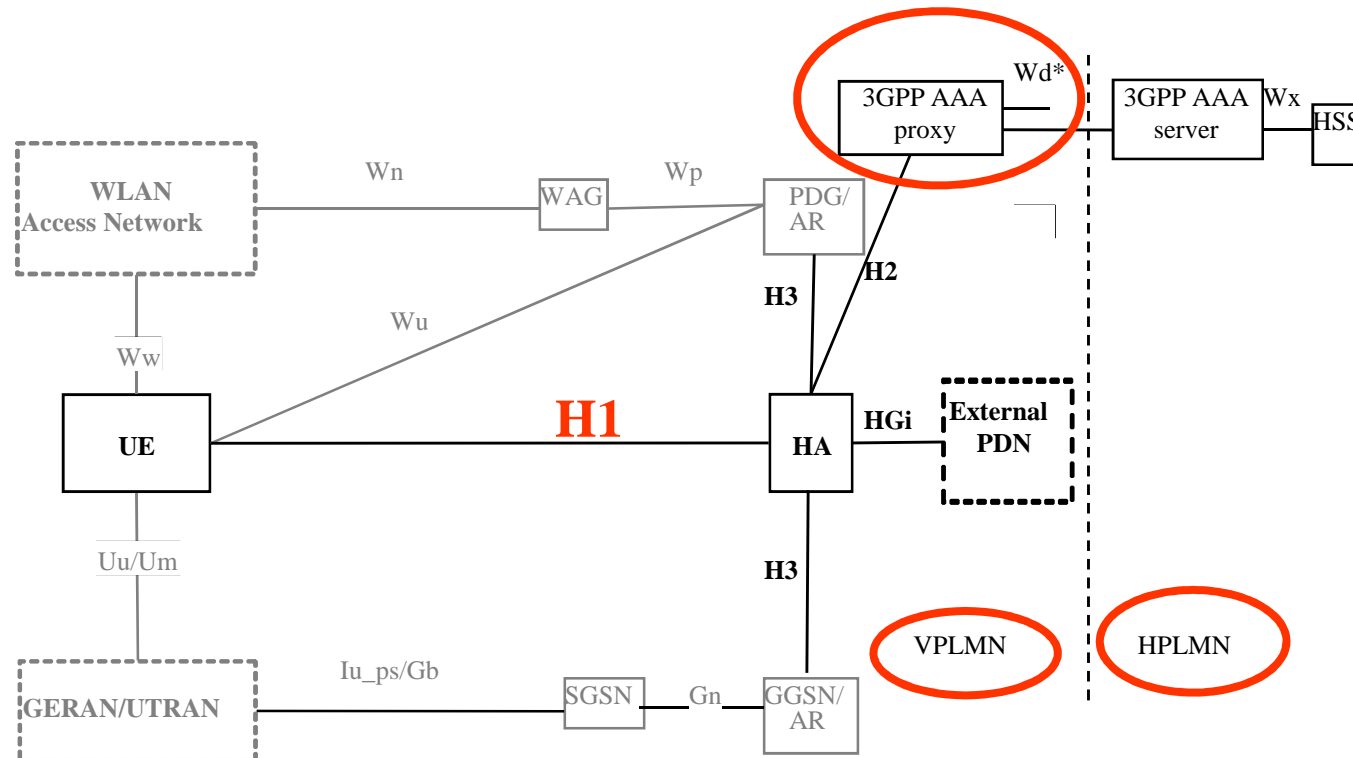 Wd*
3GPP AAA
proxy
3GPP AAA
server
Wx
HSS
WLAN
Access Network
Wn
WAG
Wp
PDG/
AR
H2
H3
Wu
Ww
UE
H1
HA
HGi
External
PDN
Uu/Um
H3
VPLMN
HPLMN
Iu_ps/Gb
GERAN/UTRAN
SGSN
Gn
GGSN/
AR